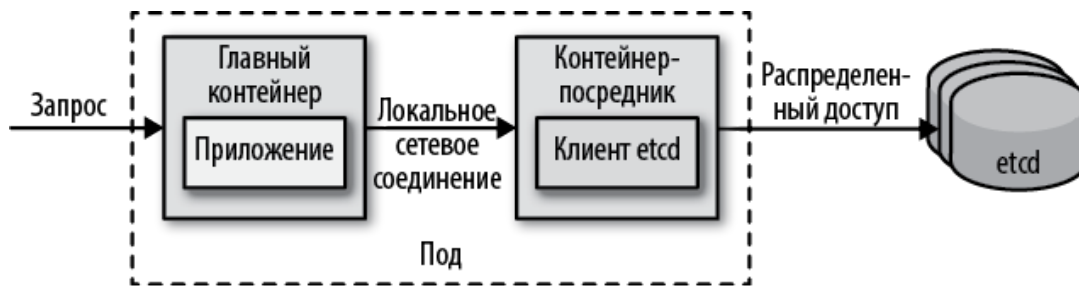 Запрос
Главный
контейнер
Приложение
Локальное
сетевое
соединение
Контейнер-
посредник
Клиент etcd
Распределен-
ный доступ
etcd
Под